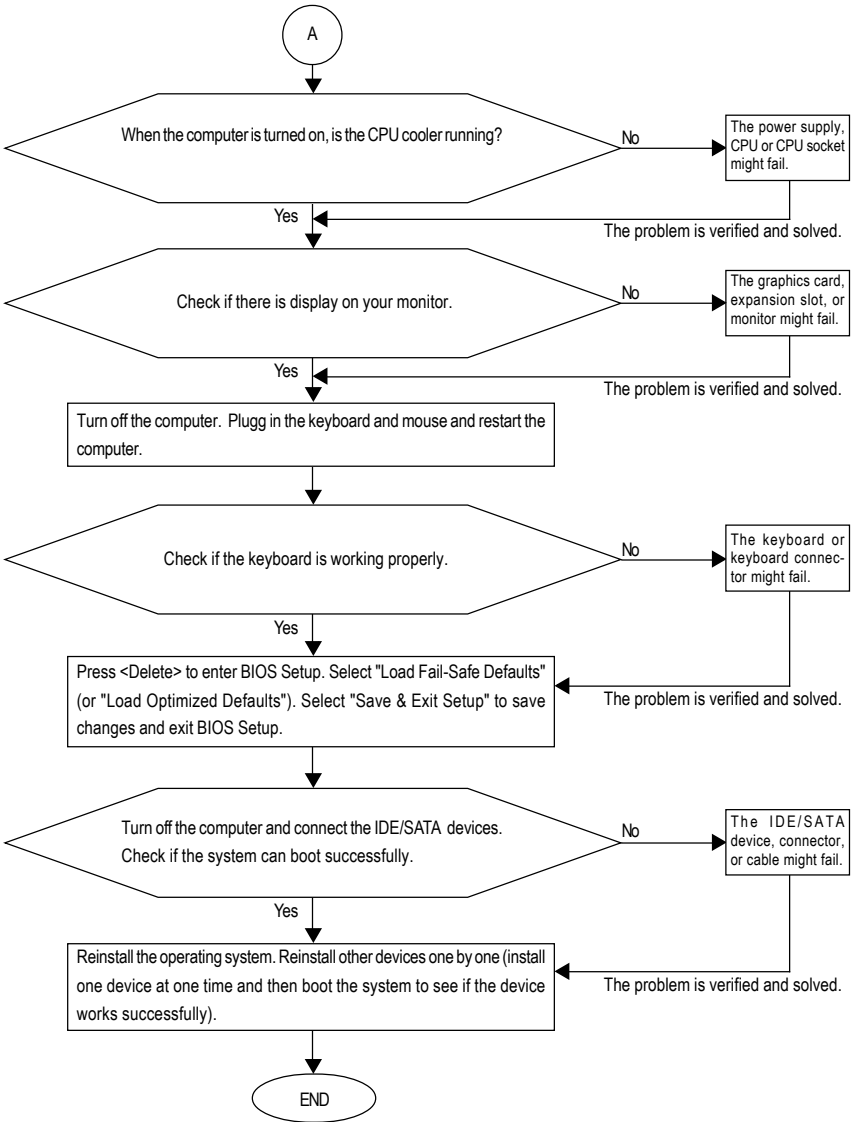 A
When the computer is turned on, is the CPU cooler running?
No
The power supply,
CPU or CPU socket
might fail.
Yes
The problem is verified and solved.
Check if there is display on your monitor.
No
The graphics card,
expansion slot, or
monitor might fail.
Yes
The problem is verified and solved.
Turn off the computer. Plugg in the keyboard and mouse and restart the
computer.
Check if the keyboard is working properly.
No
The keyboard or
keyboard connec-
tor might fail.
Yes
Press <Delete> to enter BIOS Setup. Select "Load Fail-Safe Defaults"
(or "Load Optimized Defaults"). Select "Save & Exit Setup" to save
changes and exit BIOS Setup.
The problem is verified and solved.
Turn off the computer and connect the IDE/SATA devices.
Check if the system can boot successfully.
No
The IDE/SATA
device, connector,
or cable might fail.
Yes
Reinstall the operating system. Reinstall other devices one by one (install
one device at one time and then boot the system to see if the device
works successfully).
The problem is verified and solved.
END